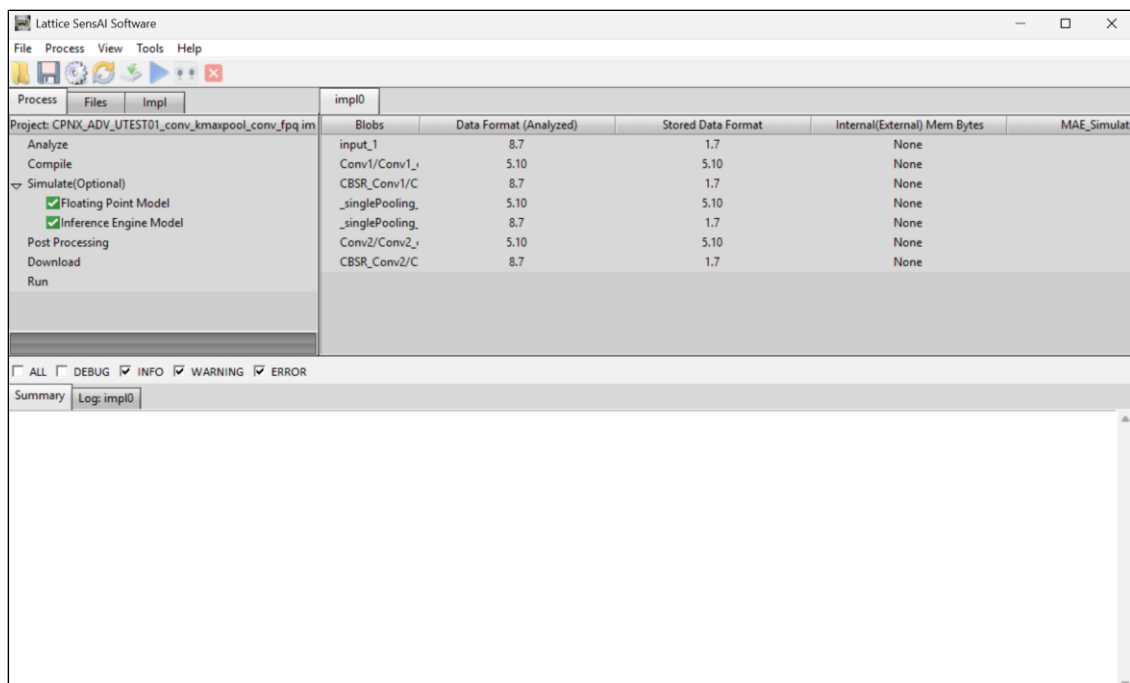 Lattice SensAI Software
File Process View Tools Help
Process Files Impl impl0
Project: CPNX_ADV_UTEST01_conv_kmaxpool_conv_fpq im Blobs Data Format (Analyzed) Stored Data Format Internal(External) Mem Bytes MAE_Simulat
Analyze input_1 8.7 1.7 None
Compile Conv1/Conv1_ 5.10 5.10 None
Simulate(Optional) CBSR_Conv1/C 8.7 1.7 None
Floating Point Model _singlePooling_ 5.10 5.10 None
Inference Engine Model _singlePooling_ 8.7 1.7 None
Post Processing Conv2/Conv2_ 5.10 5.10 None
Download CBSR_Conv2/C 8.7 1.7 None
Run
ALL DEBUG INFO WARNING ERROR
Summary Log: impl0